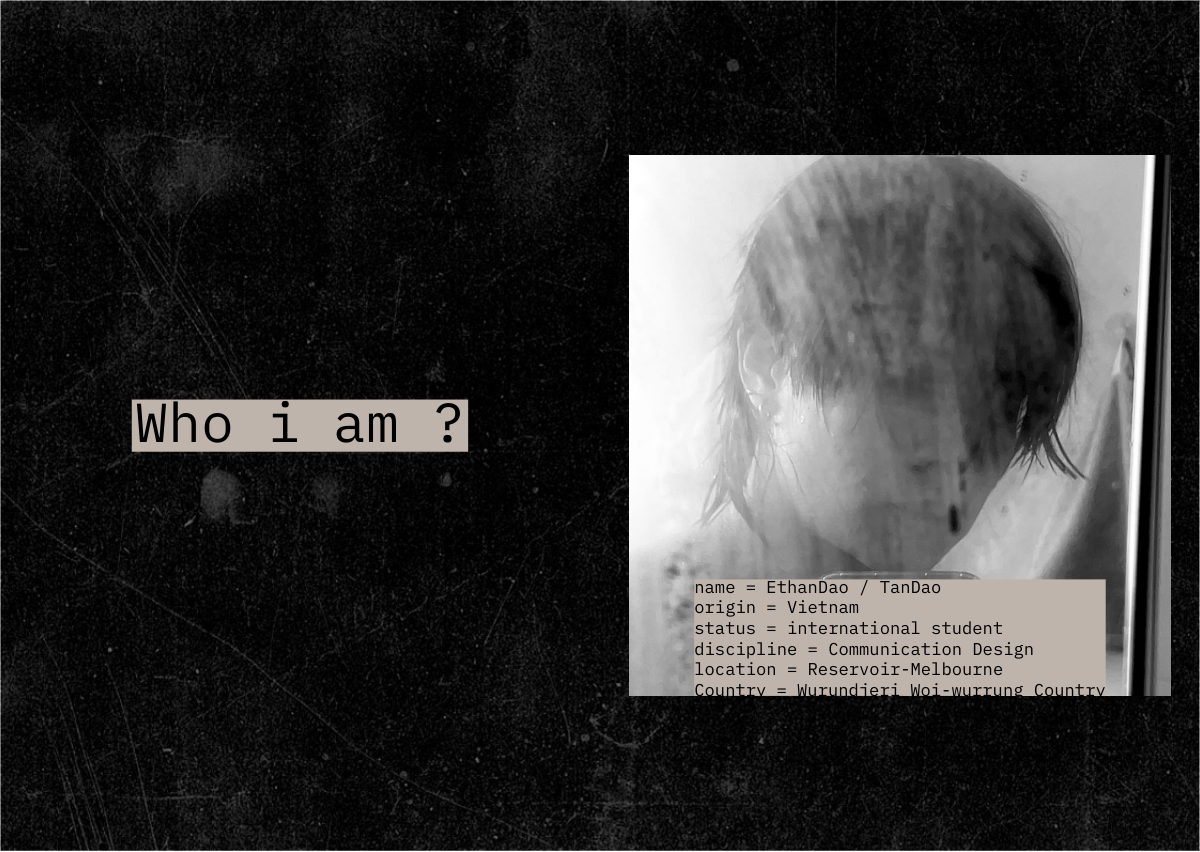 Who i am ?
name = EthanDao / TanDao
origin = Vietnam
status = international student
discipline = Communication Design
location = Reservoir-Melbourne
Country = Wurundjeri Woi-wurrung Country